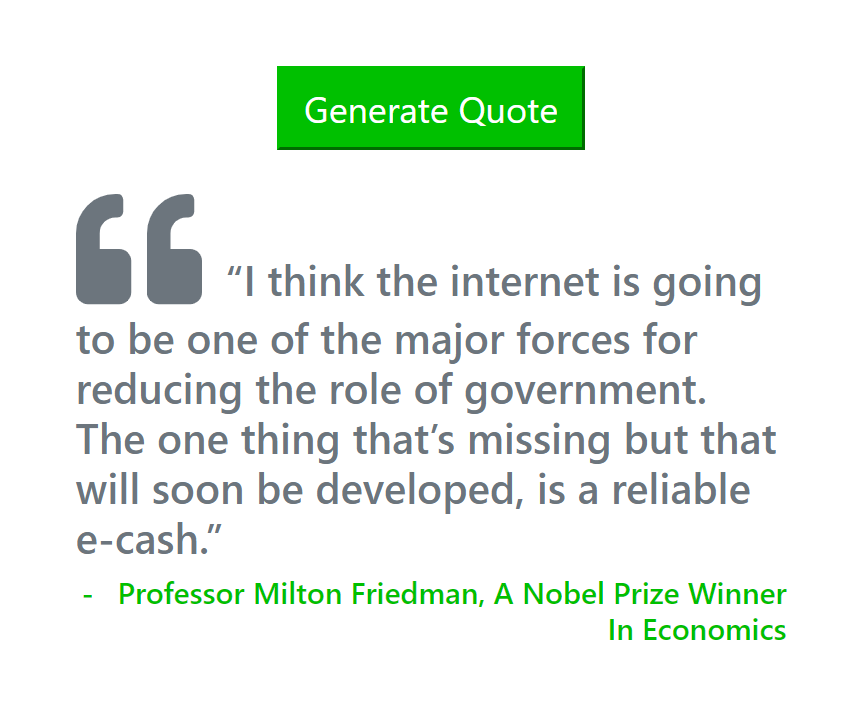 Generate Quote
“I think the internet is going
to be one of the major forces for
reducing the role of government.
The one thing that’s missing but that
will soon be developed, is a reliable
e-cash.”
- Professor Milton Friedman, A Nobel Prize Winner
In Economics